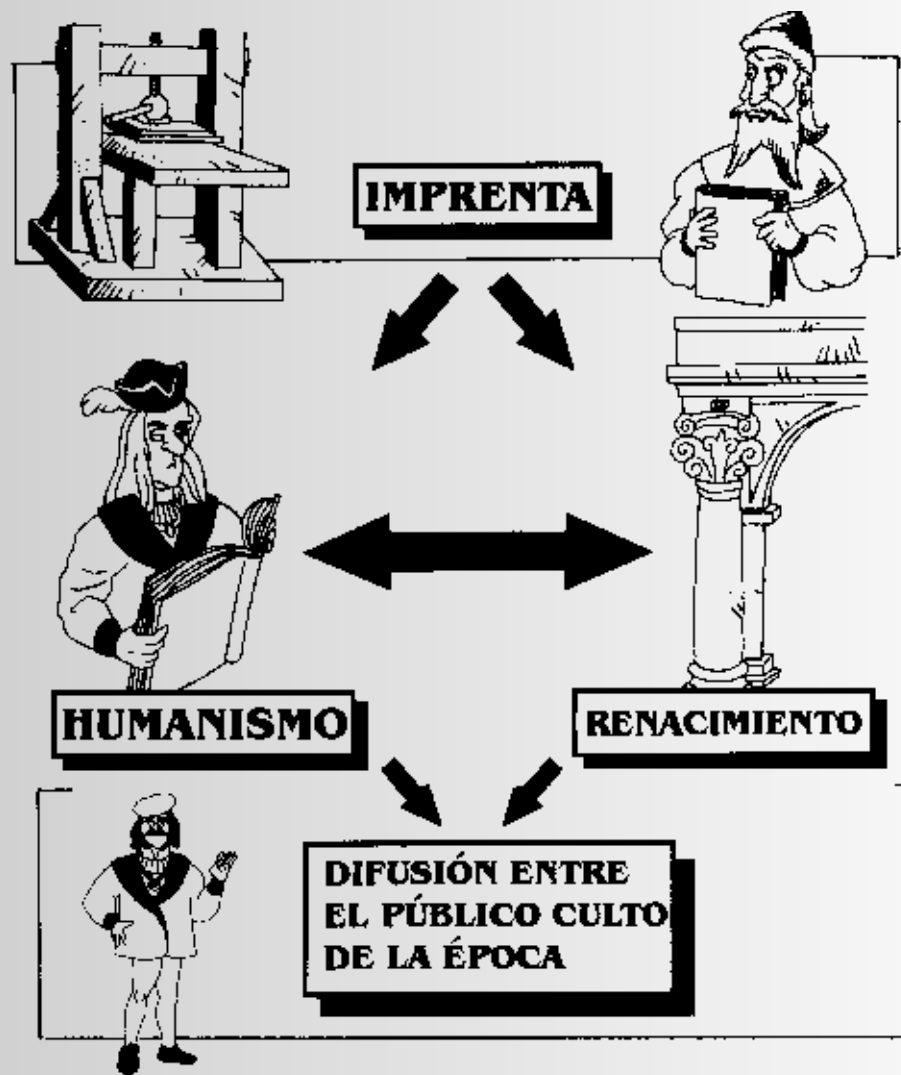 IMPRENTA
HUMANISMO
RENACIMIENTO
DIFUSIÓN ENTRE
EL PÚBLICO CULTO
DE LA ÉPOCA